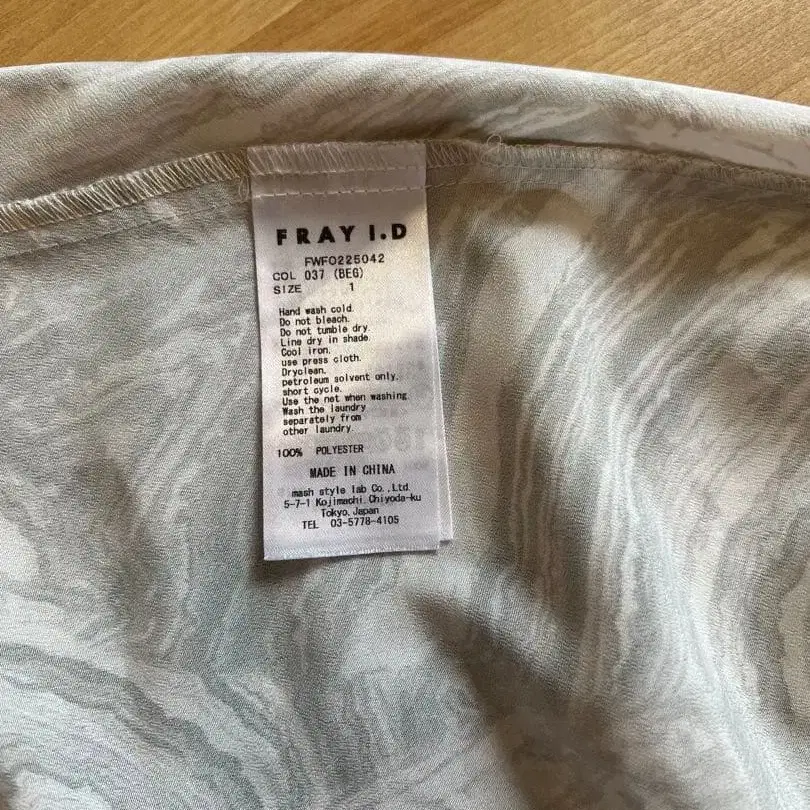 FRAY I.D
FWFO225042
COL 037 (BEG)
SIZE 1
Hand wash cold.
Do not bleach.
Do not tumble dry.
Line dry in shade.
Cool iron.
use press cloth.
Dryclean.
petroleum solvent only.
short cycle.
Use the net when washing.
Wash the laundry
separately from
other laundry.
100% POLYESTER
MADE IN CHINA
mash style lab Co.,Ltd.
5-7-1 Kojimachi Chiyoda-ku
Tokyo.Japan
TEL 03-5778-4105